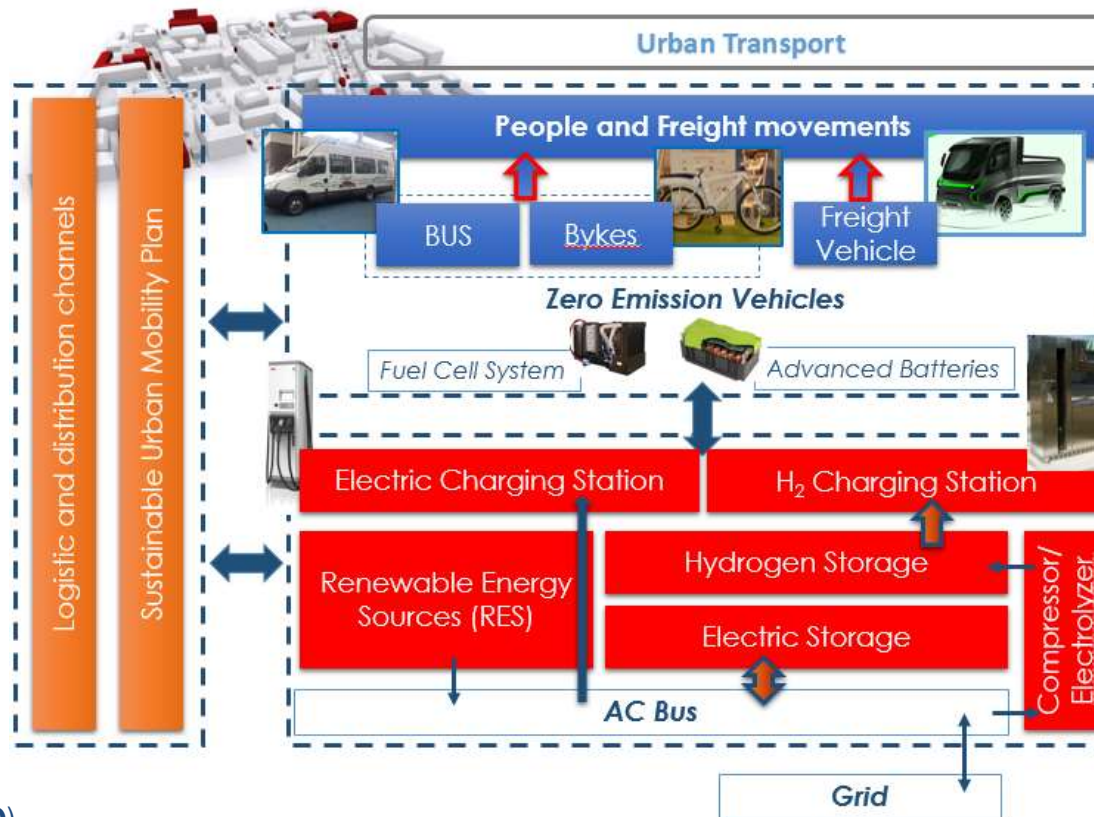 Urban Transport
People and Freight movements
BUS
Bykes
Freight
Vehicle
Zero Emission Vehicles
Fuel Cell System
Advanced Batteries
Logistic and distribution channels
Sustainable Urban Mobility Plan
Electric Charging Station
H₂ Charging Station
Renewable Energy
Sources (RES)
Hydrogen Storage
Electric Storage
Compressor/
Electrolyzer
AC Bus
Grid